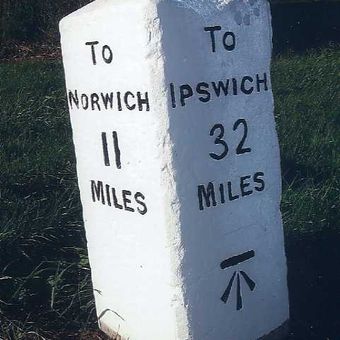 To
NORWICH
11
MILES
To
IPSWICH
32
MILES